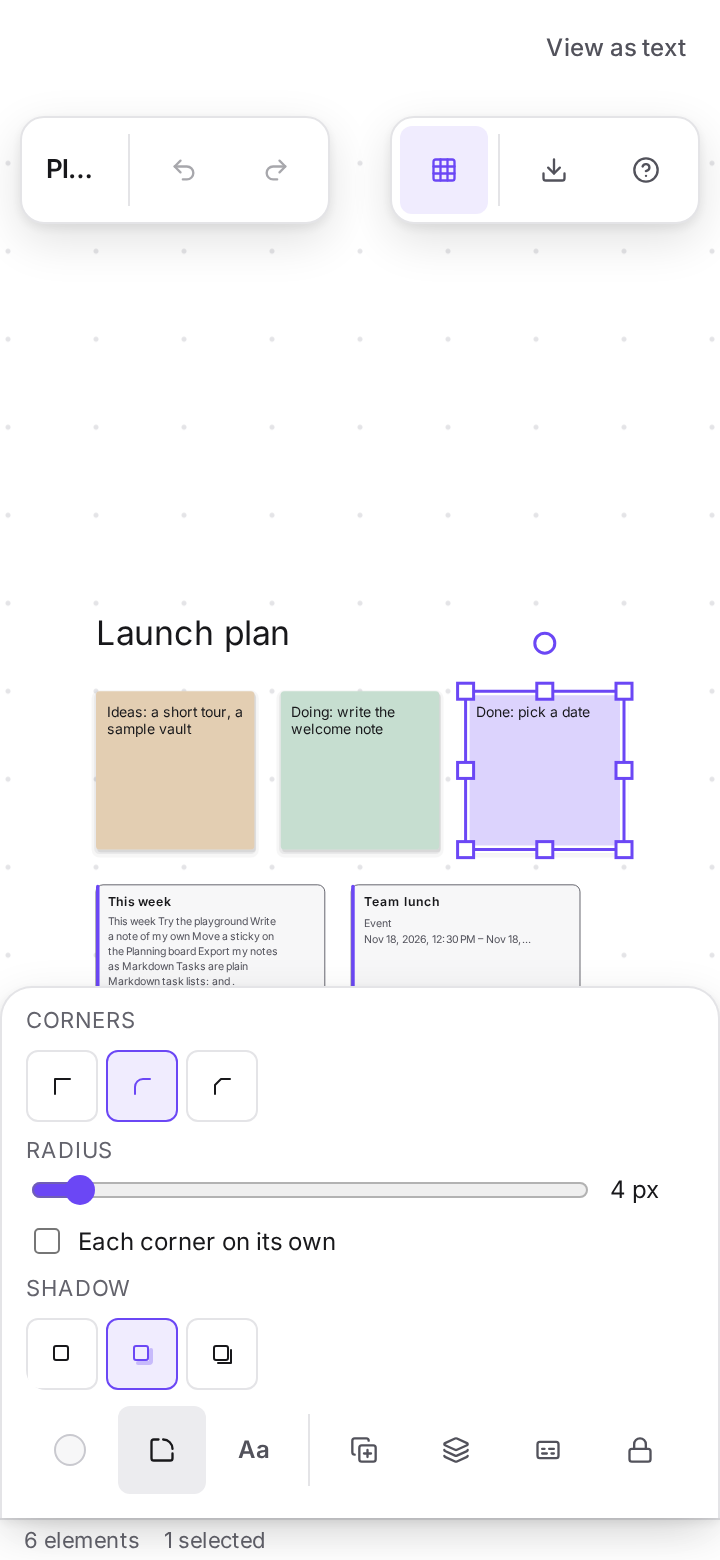 View as text
Pl…
Launch plan
Ideas: a short tour, a
sample vault
Doing: write the
welcome note
Done: pick a date
This week
This week Try the playground Write
a note of my own Move a sticky on
the Planning board Export my notes
as Markdown Tasks are plain
Markdown task lists: and .
Team lunch
Event
Nov 18, 2026, 12:30 PM – Nov 18,…
CORNERS
RADIUS
4 px
Each corner on its own
SHADOW
Aa
6 elements 1 selected